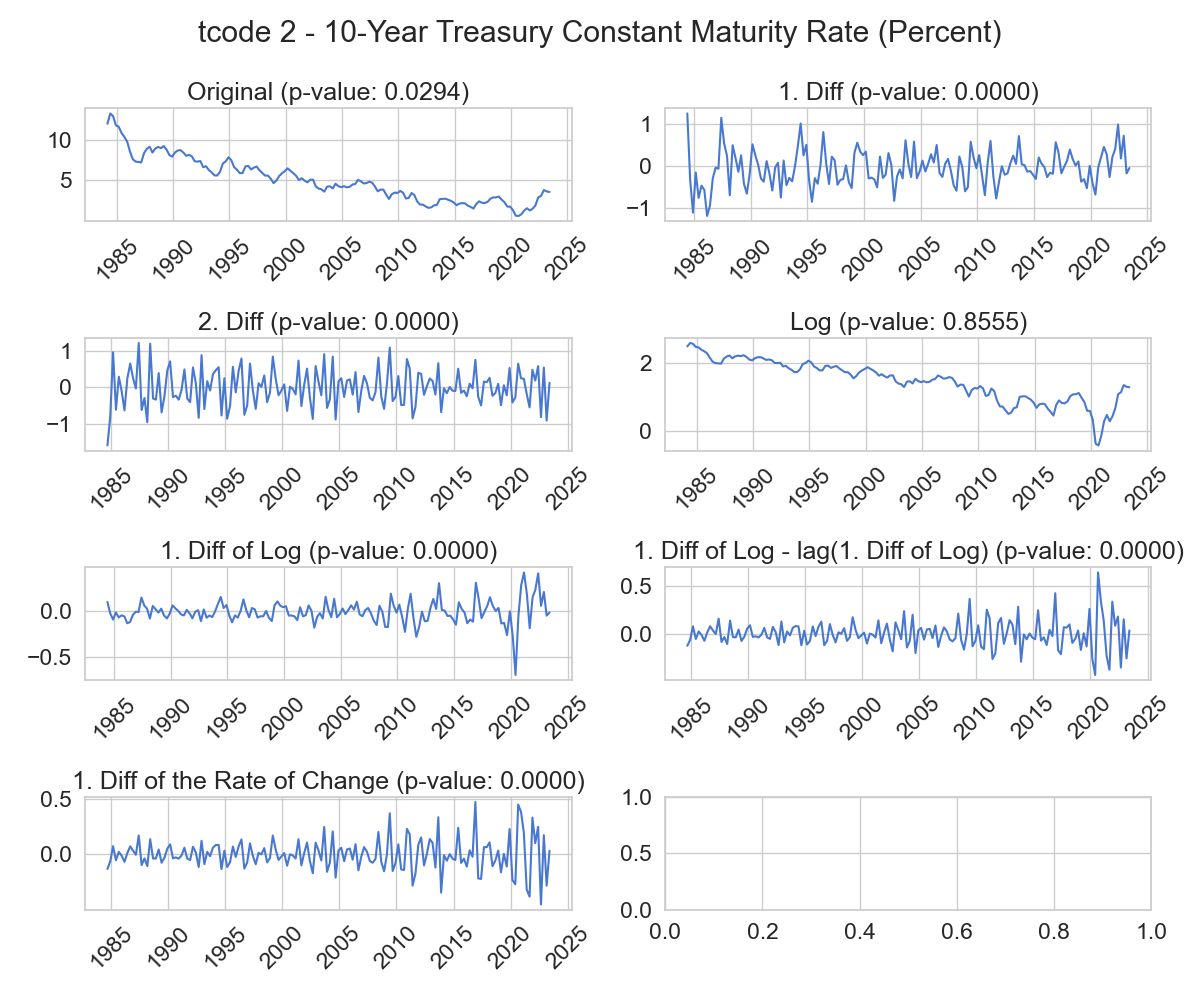 tcode 2 - 10-Year Treasury Constant Maturity Rate (Percent)
Original (p-value: 0.0294)
10
5
1985 1990 1995 2000 2005 2010 2015 2020 2025
1. Diff (p-value: 0.0000)
1
0
−1
1985 1990 1995 2000 2005 2010 2015 2020 2025
2. Diff (p-value: 0.0000)
1
0
−1
1985 1990 1995 2000 2005 2010 2015 2020 2025
Log (p-value: 0.8555)
2
0
1985 1990 1995 2000 2005 2010 2015 2020 2025
1. Diff of Log (p-value: 0.0000)
0.0
−0.5
1985 1990 1995 2000 2005 2010 2015 2020 2025
1. Diff of Log - lag(1. Diff of Log) (p-value: 0.0000)
0.5
0.0
1985 1990 1995 2000 2005 2010 2015 2020 2025
1. Diff of the Rate of Change (p-value: 0.0000)
0.5
0.0
1985 1990 1995 2000 2005 2010 2015 2020 2025
1.0
0.5
0.0
0.0 0.2 0.4 0.6 0.8 1.0